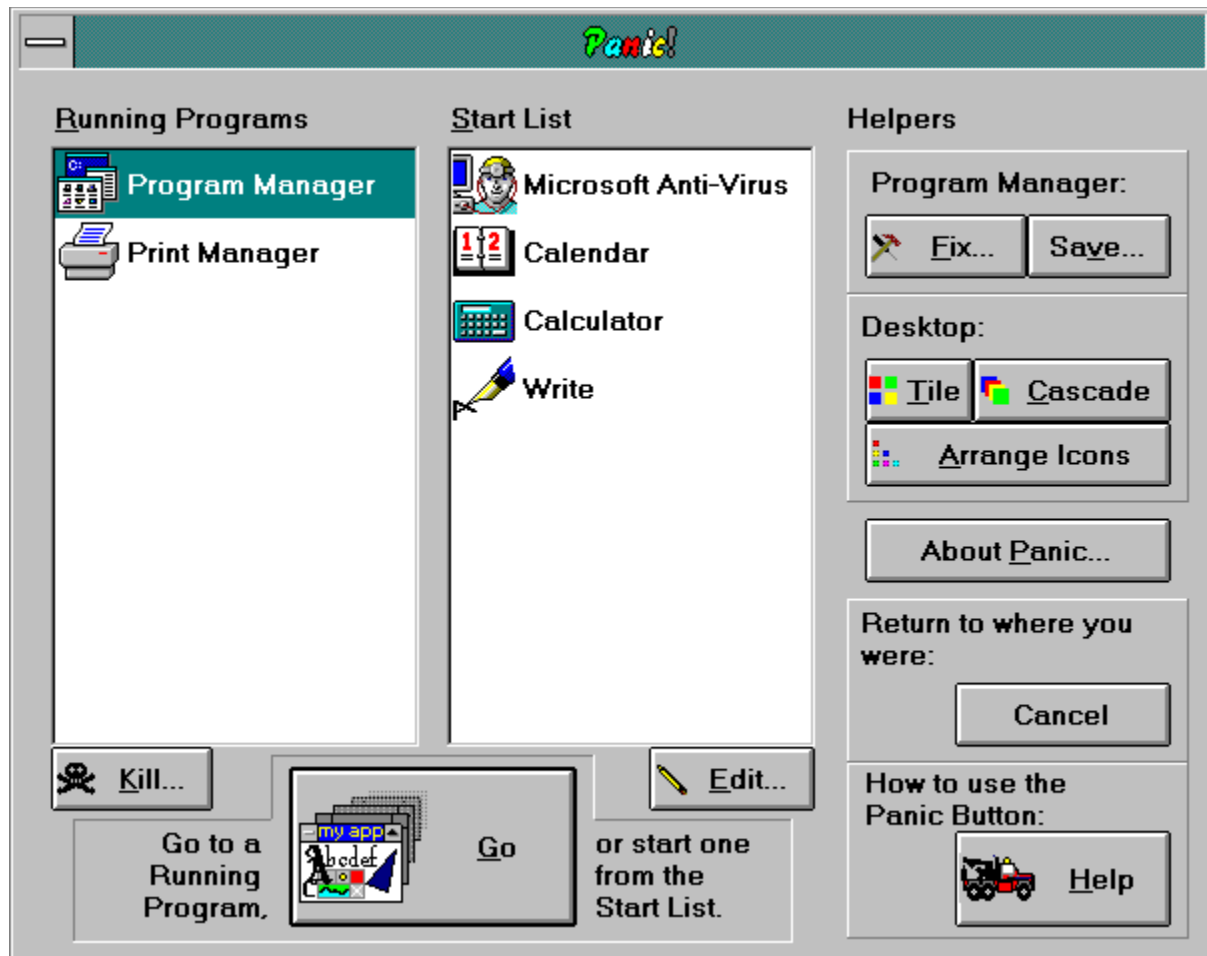 Panic!
Running Programs
Program Manager
Print Manager
Kill...
Start List
Microsoft Anti-Virus
Calendar
Calculator
Write
Edit...
Go to a
Running
Program,
my app
Abcdef
Go
or start one
from the
Start List.
Helpers
Program Manager:
Fix...
Save...
Desktop:
Tile
Cascade
Arrange Icons
About Panic...
Return to where you
were:
Cancel
How to use the
Panic Button:
Help
C:
1 2